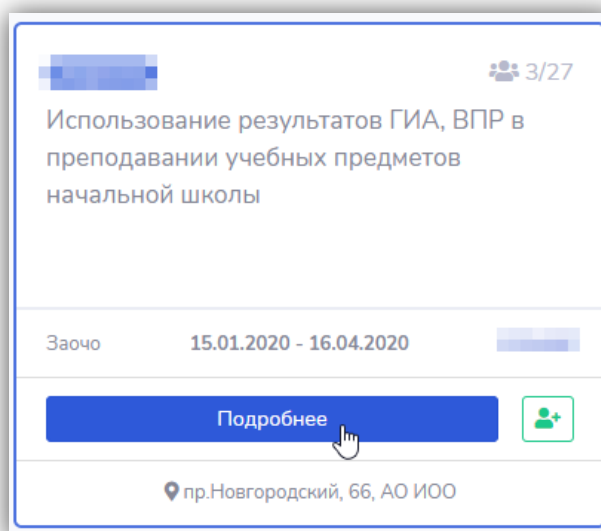 3/27
Использование результатов ГИА, ВПР в
преподавании учебных предметов
начальной школы
Заочо 15.01.2020 - 16.04.2020
Подробнее
пр.Новгородский, 66, АО ИОО